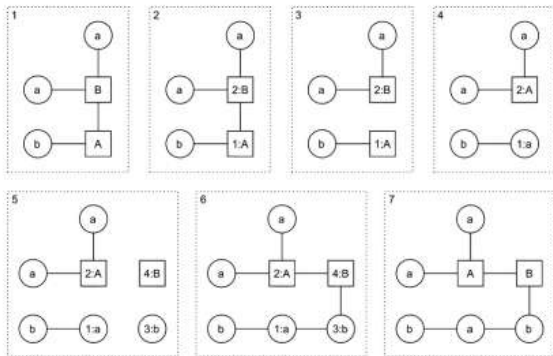 1 2 3 4
a a a a
a B a 2:B a 2:B a 2:A
b A b 1:A b 1:A b 1:a
5 6 7
a a a
a 2:A 4:B a 2:A 4:B a A B
b 1:a 3:b b 1:a 3:b b a b